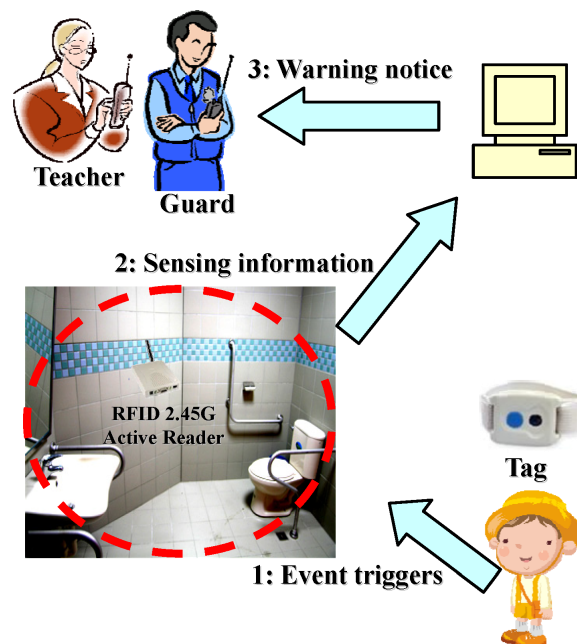 3: Warning notice
Teacher
Guard
2: Sensing information
RFID 2.45G
Active Reader
Tag
1: Event triggers